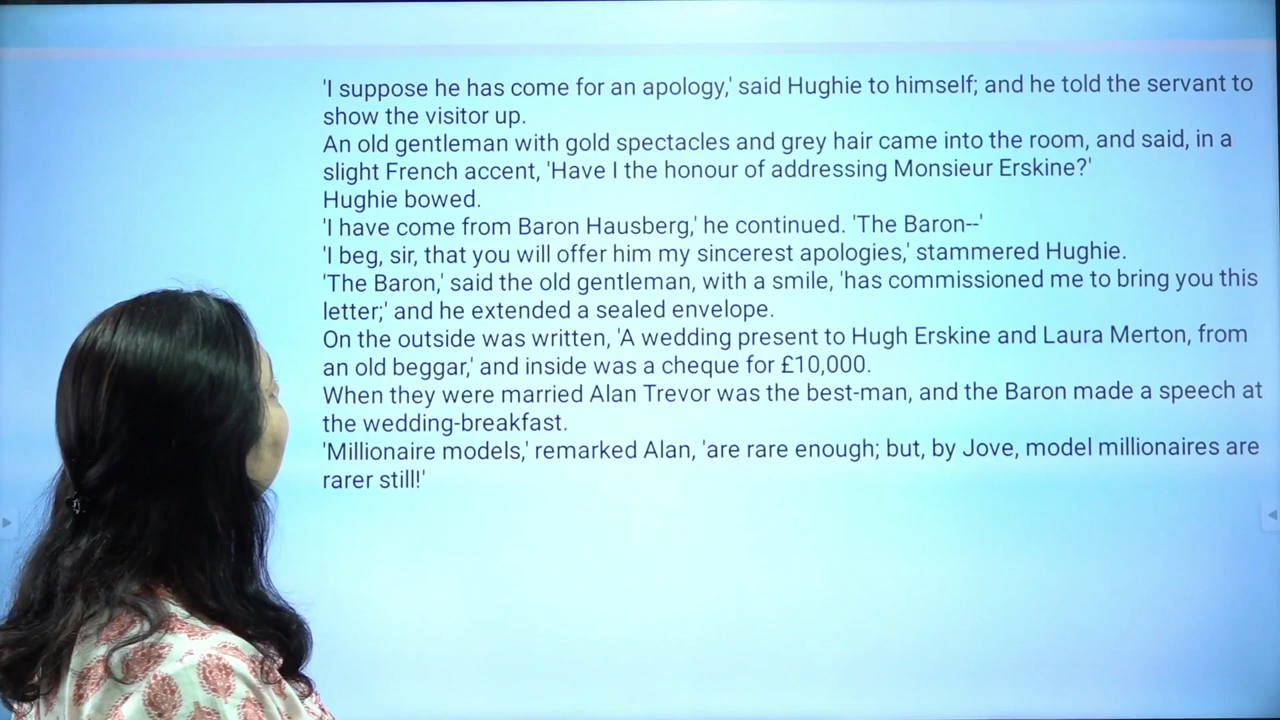 'I suppose he has come for an apology,' said Hughie to himself; and he told the servant to
show the visitor up.
An old gentleman with gold spectacles and grey hair came into the room, and said, in a
slight French accent, 'Have I the honour of addressing Monsieur Erskine?'
Hughie bowed.
'I have come from Baron Hausberg,' he continued. 'The Baron--'
'I beg, sir, that you will offer him my sincerest apologies,' stammered Hughie.
'The Baron,' said the old gentleman, with a smile, 'has commissioned me to bring you this
letter;' and he extended a sealed envelope.
On the outside was written, 'A wedding present to Hugh Erskine and Laura Merton, from
an old beggar,' and inside was a cheque for £10,000.
When they were married Alan Trevor was the best-man, and the Baron made a speech at
the wedding-breakfast.
'Millionaire models,' remarked Alan, 'are rare enough; but, by Jove, model millionaires are
rarer still!'